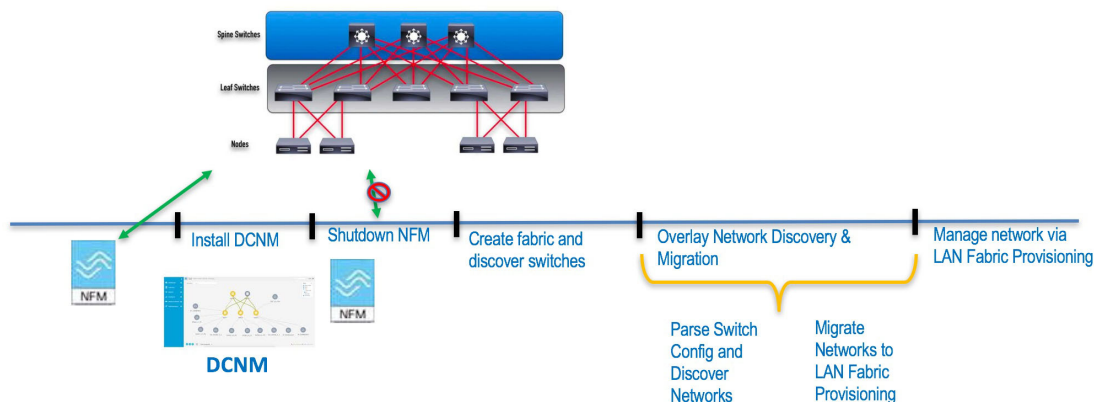 Spine Switches
Leaf Switches
Nodes
NFM
Install DCNM
DCNM
Shutdown NFM
NFM
Create fabric and
discover switches
Overlay Network Discovery &
Migration
Parse Switch
Config and
Discover
Networks
Migrate
Networks to
LAN Fabric
Provisioning
Manage network via
LAN Fabric Provisioning